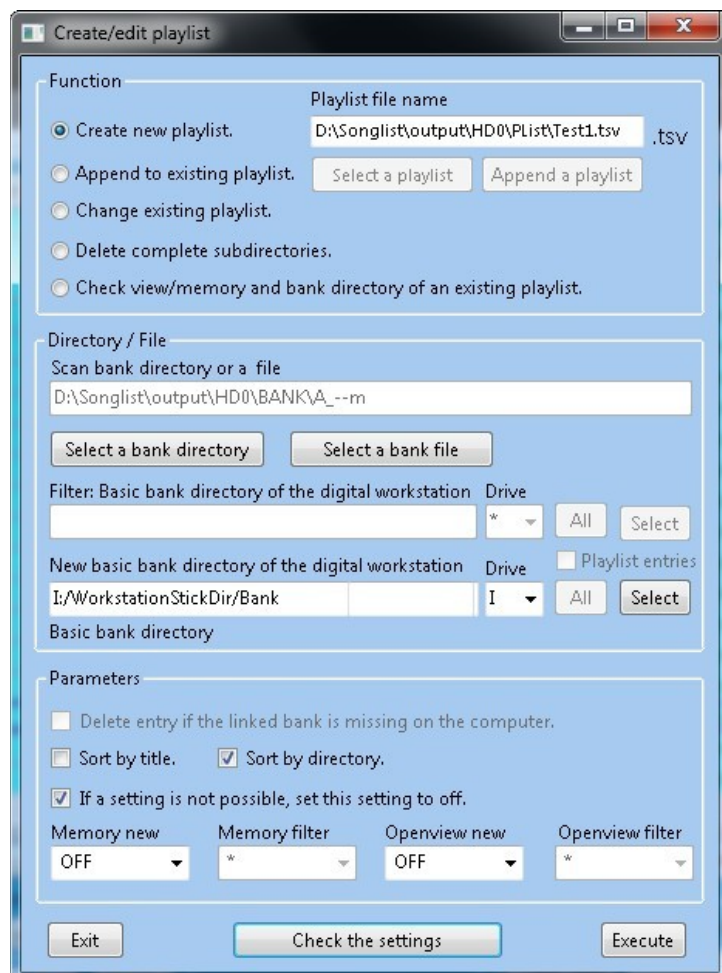 Create/edit playlist
Function
Playlist file name
Create new playlist. D:\Songlist\output\HD0\PList\Test1.tsv .tsv
Append to existing playlist. Select a playlist Append a playlist
Change existing playlist.
Delete complete subdirectories.
Check view/memory and bank directory of an existing playlist.
Directory / File
Scan bank directory or a file
D:\Songlist\output\HD0\BANK\A_--m
Select a bank directory Select a bank file
Filter: Basic bank directory of the digital workstation Drive
* All Select
New basic bank directory of the digital workstation Drive Playlist entries
I:/WorkstationStickDir/Bank I All Select
Basic bank directory
Parameters
Delete entry if the linked bank is missing on the computer.
Sort by title. Sort by directory.
If a setting is not possible, set this setting to off.
Memory new Memory filter Openview new Openview filter
OFF * OFF *
Exit Check the settings Execute